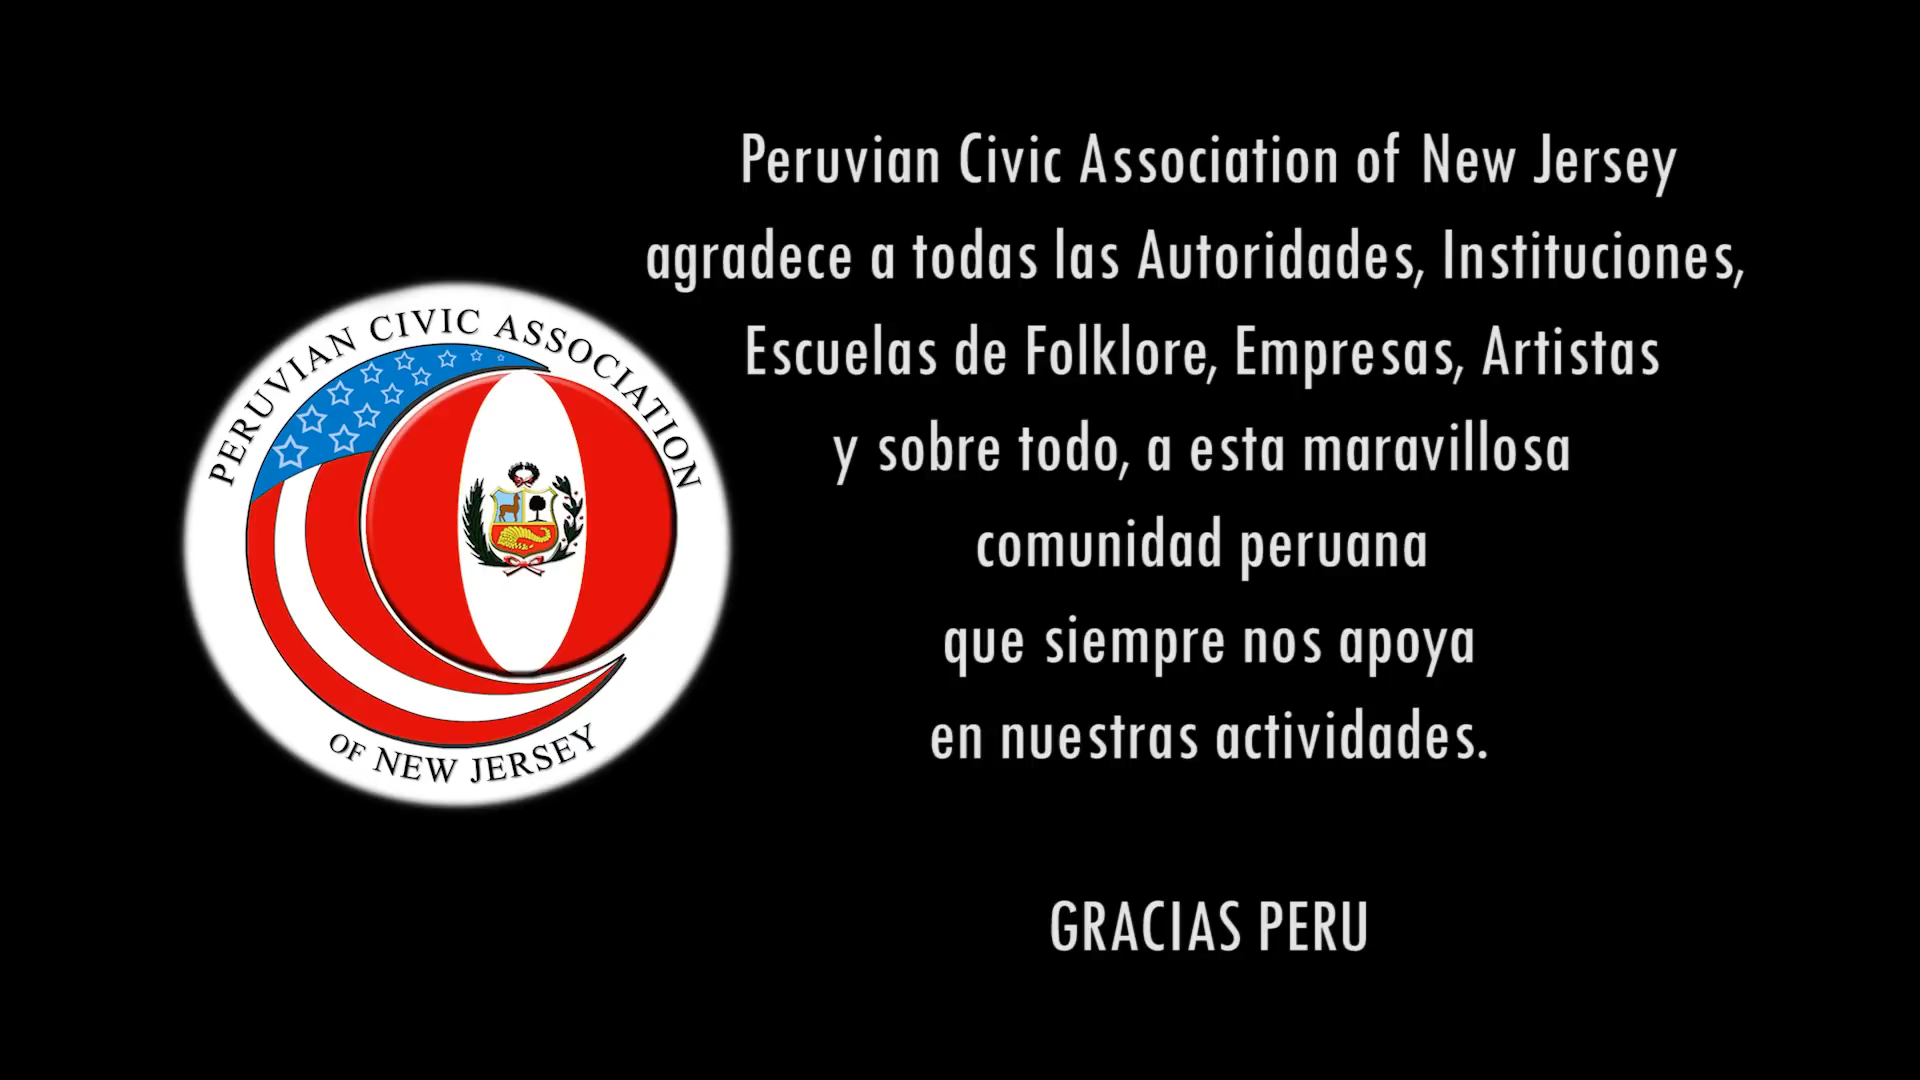 Peruvian Civic Association of New Jersey
agradece a todas las Autoridades, Instituciones,
Escuelas de Folklore, Empresas, Artistas
y sobre todo, a esta maravillosa
comunidad peruana
que siempre nos apoya
en nuestras actividades.
GRACIAS PERU
PERUVIAN CIVIC ASSOCIATION
OF NEW JERSEY